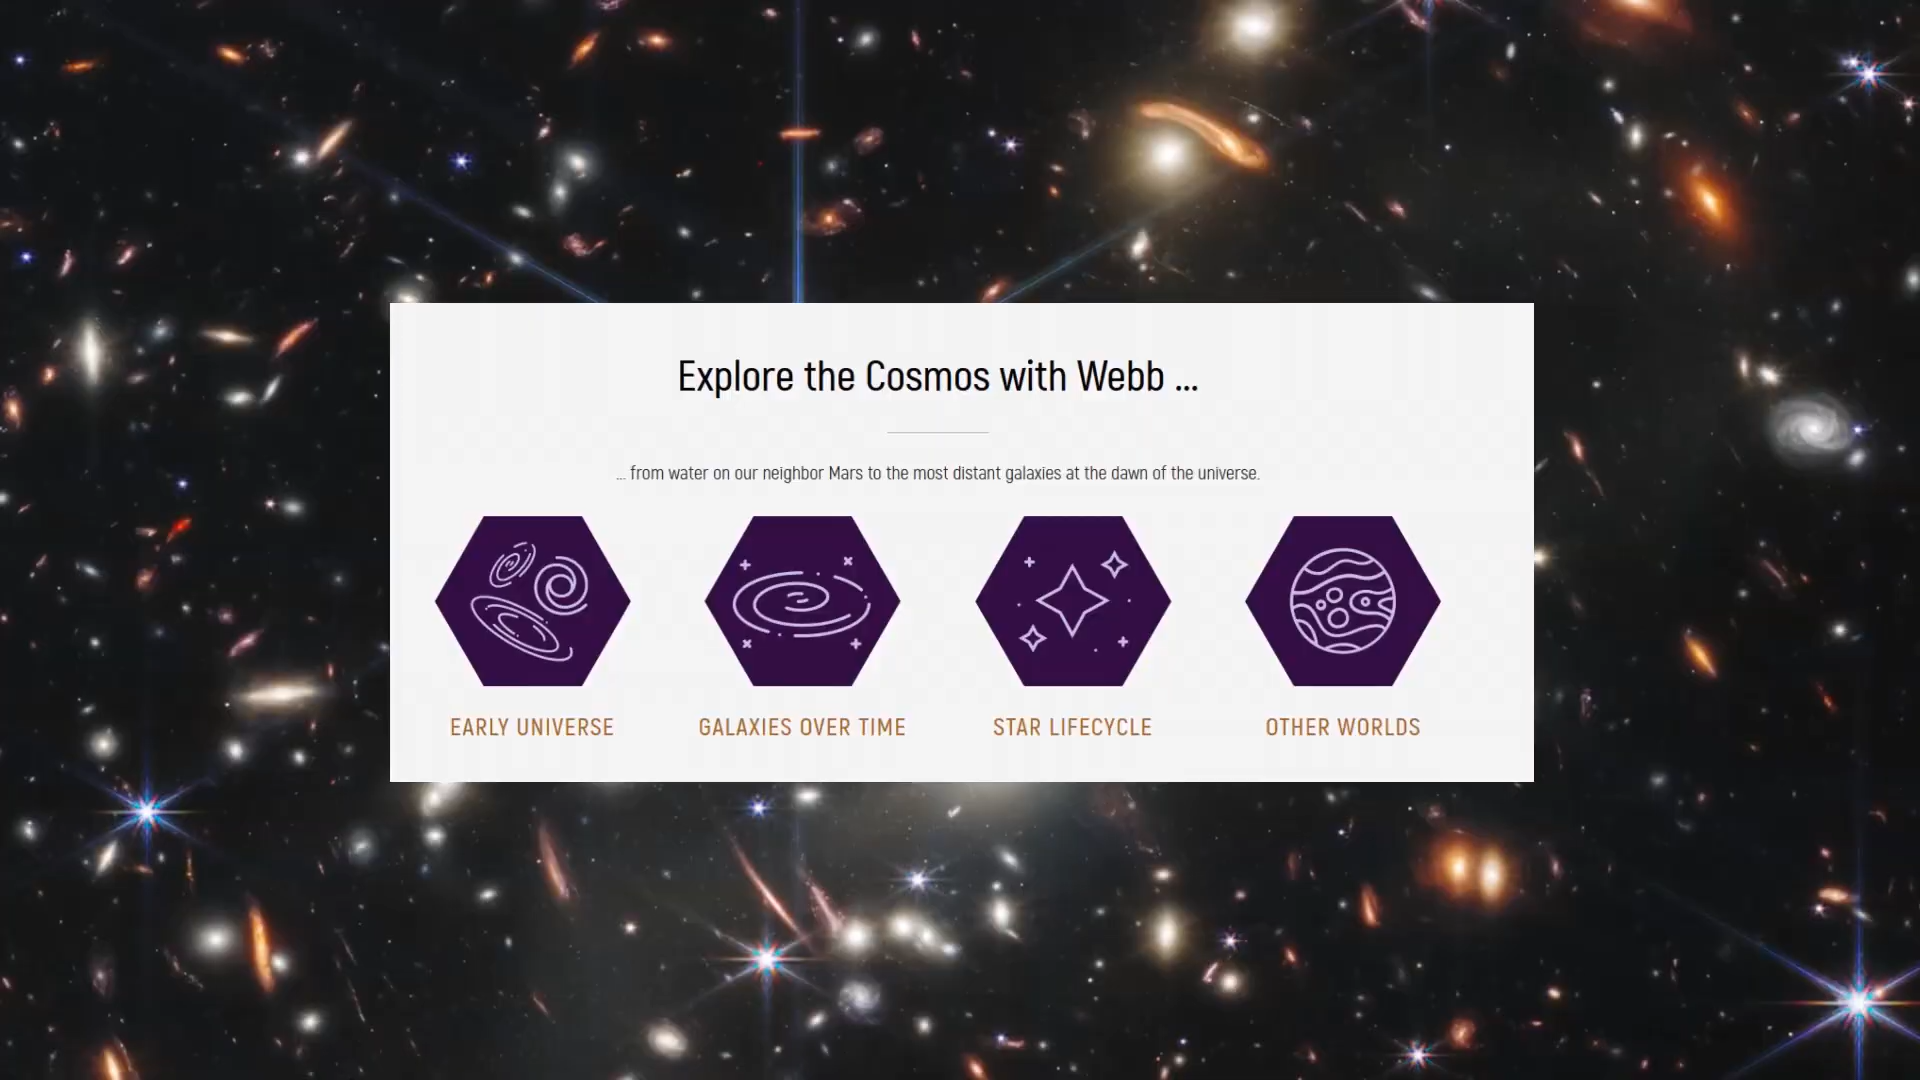 Explore the Cosmos with Webb ...
... from water on our neighbor Mars to the most distant galaxies at the dawn of the universe.
EARLY UNIVERSE
GALAXIES OVER TIME
STAR LIFECYCLE
OTHER WORLDS